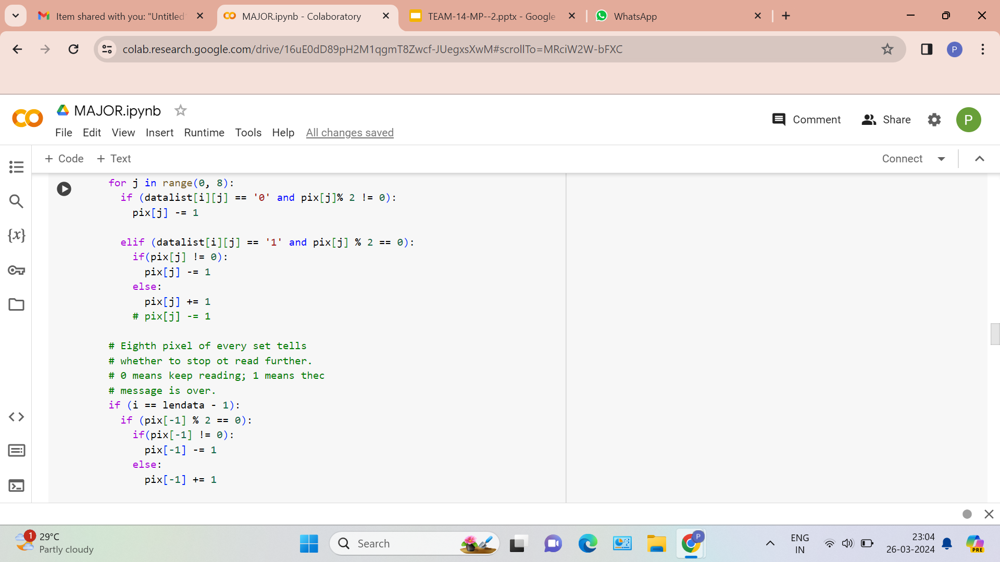 Item shared with you: "Untitled
MAJOR.ipynb - Colaboratory
TEAM-14-MP--2.pptx - Google
WhatsApp
colab.research.google.com/drive/16uE0dD89pH2M1qgmT8Zwcf-JUegxsXwM#scrollTo=MRciW2W-bFXC
P
MAJOR.ipynb
Comment
Share
P
File Edit View Insert Runtime Tools Help All changes saved
+ Code + Text
Connect
for j in range(0, 8):
if (datalist[i][j] == '0' and pix[j]% 2 != 0):
pix[j] -= 1
elif (datalist[i][j] == '1' and pix[j] % 2 == 0):
if(pix[j] != 0):
pix[j] -= 1
else:
pix[j] += 1
# pix[j] -= 1
# Eighth pixel of every set tells
# whether to stop ot read further.
# 0 means keep reading; 1 means thec
# message is over.
if (i == lendata - 1):
if (pix[-1] % 2 == 0):
if(pix[-1] != 0):
pix[-1] -= 1
else:
pix[-1] += 1
{x}
1
29°C
Partly cloudy
Search
P
ENG
IN
23:04
26-03-2024
PRE